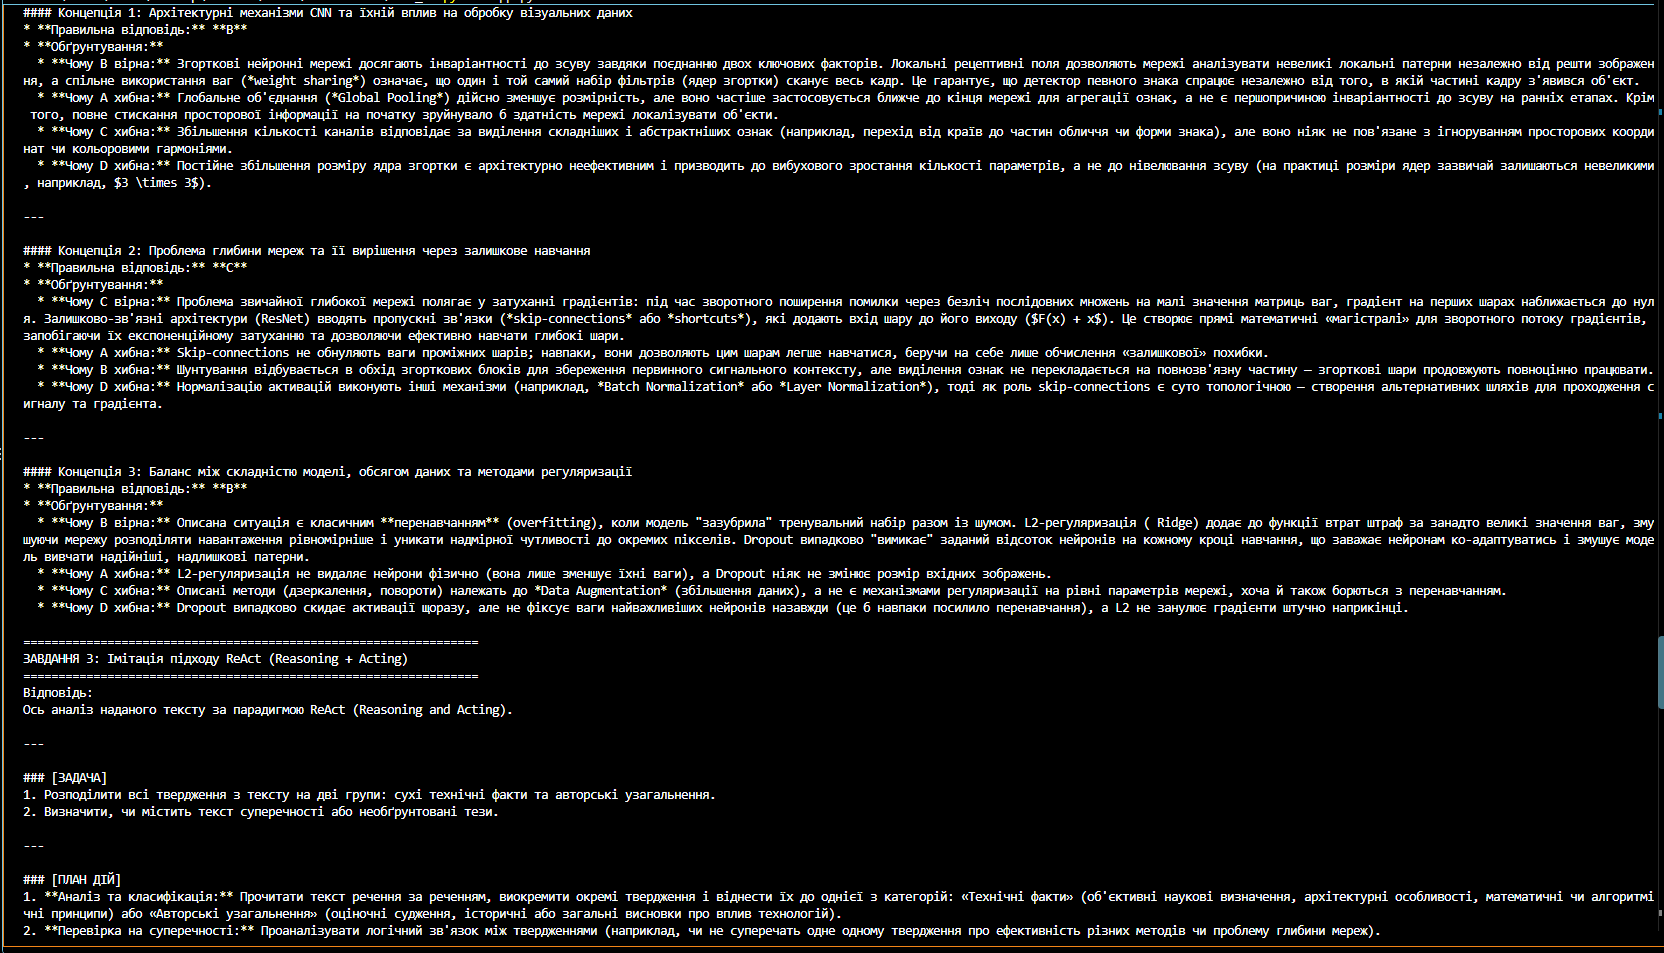 #### Концепція 1: Архітектурні механізми CNN та їхній вплив на обробку візуальних даних
* **Правильна відповідь:** **B**
* **Обґрунтування:**
  * **Чому B вірна:** Згорткові нейронні мережі досягають інваріантності до зсуву завдяки поєднанню двох ключових факторів. Локальні рецептивні поля дозволяють мережі аналізувати невеликі локальні патерни незалежно від решти зображен
ня, а спільне використання ваг (*weight sharing*) означає, що один і той самий набір фільтрів (ядер згортки) сканує весь кадр. Це гарантує, що детектор певного знака спрацює незалежно від того, в якій частині кадру з'явився об'єкт.
  * **Чому A хибна:** Глобальне об'єднання (*Global Pooling*) дійсно зменшує розмірність, але воно частіше застосовується ближче до кінця мережі для агрегації ознак, а не є першопричиною інваріантності до зсуву на ранніх етапах. Крім
 того, повне стискання просторової інформації на початку зруйнувало б здатність мережі локалізувати об'єкти.
  * **Чому C хибна:** Збільшення кількості каналів відповідає за виділення складніших і абстрактніших ознак (наприклад, перехід від країв до частин обличчя чи форми знака), але воно ніяк не пов'язане з ігноруванням просторових коорди
нат чи кольоровими гармоніями.
  * **Чому D хибна:** Постійне збільшення розміру ядра згортки є архітектурно неефективним і призводить до вибухового зростання кількості параметрів, а не до нівелювання зсуву (на практиці розміри ядер зазвичай залишаються невеликими
, наприклад, $3 \times 3$).
---
#### Концепція 2: Проблема глибини мереж та її вирішення через залишкове навчання
* **Правильна відповідь:** **C**
* **Обґрунтування:**
  * **Чому C вірна:** Проблема звичайної глибокої мережі полягає у затуханні градієнтів: під час зворотного поширення помилки через безліч послідовних множень на малі значення матриць ваг, градієнт на перших шарах наближається до нул
я. Залишково-зв'язні архітектури (ResNet) вводять пропускні зв'язки (*skip-connections* або *shortcuts*), які додають вхід шару до його виходу ($F(x) + x$). Це створює прямі математичні «магістралі» для зворотного потоку градієнтів,
запобігаючи їх експоненційному затуханню та дозволяючи ефективно навчати глибокі шари.
  * **Чому A хибна:** Skip-connections не обнуляють ваги проміжних шарів; навпаки, вони дозволяють цим шарам легше навчатися, беручи на себе лише обчислення «залишкової» похибки.
  * **Чому B хибна:** Шунтування відбувається в обхід згорткових блоків для збереження первинного сигнального контексту, але виділення ознак не перекладається на повнозв'язну частину — згорткові шари продовжують повноцінно працювати.
  * **Чому D хибна:** Нормалізацію активацій виконують інші механізми (наприклад, *Batch Normalization* або *Layer Normalization*), тоді як роль skip-connections є суто топологічною — створення альтернативних шляхів для проходження с
игналу та градієнта.
---
#### Концепція 3: Баланс між складністю моделі, обсягом даних та методами регуляризації
* **Правильна відповідь:** **B**
* **Обґрунтування:**
  * **Чому B вірна:** Описана ситуація є класичним **перенавчанням** (overfitting), коли модель "зазубрила" тренувальний набір разом із шумом. L2-регуляризація ( Ridge) додає до функції втрат штраф за занадто великі значення ваг, зму
шуючи мережу розподіляти навантаження рівномірніше і уникати надмірної чутливості до окремих пікселів. Dropout випадково "вимикає" заданий відсоток нейронів на кожному кроці навчання, що заважає нейронам ко-адаптуватись і змушує моде
ль вивчати надійніші, надлишкові патерни.
  * **Чому A хибна:** L2-регуляризація не видаляє нейрони фізично (вона лише зменшує їхні ваги), а Dropout ніяк не змінює розмір вхідних зображень.
  * **Чому C хибна:** Описані методи (дзеркалення, повороти) належать до *Data Augmentation* (збільшення даних), а не є механізмами регуляризації на рівні параметрів мережі, хоча й також борються з перенавчанням.
  * **Чому D хибна:** Dropout випадково скидає активації щоразу, але не фіксує ваги найважливіших нейронів назавжди (це б навпаки посилило перенавчання), а L2 не занулює градієнти штучно наприкінці.
=================================================================
ЗАВДАННЯ 3: Імітація підходу ReAct (Reasoning + Acting)
=================================================================
Відповідь:
Ось аналіз наданого тексту за парадигмою ReAct (Reasoning and Acting).
---
### [ЗАДАЧА]
1. Розподілити всі твердження з тексту на дві групи: сухі технічні факти та авторські узагальнення.
2. Визначити, чи містить текст суперечності або необґрунтовані тези.
---
### [ПЛАН ДІЙ]
1. **Аналіз та класифікація:** Прочитати текст речення за реченням, виокремити окремі твердження і віднести їх до однієї з категорій: «Технічні факти» (об'єктивні наукові визначення, архітектурні особливості, математичні чи алгоритмі
чні принципи) або «Авторські узагальнення» (оціночні судження, історичні або загальні висновки про вплив технологій).
2. **Перевірка на суперечності:** Проаналізувати логічний зв'язок між твердженнями (наприклад, чи не суперечать одне одному твердження про ефективність різних методів чи проблему глибини мереж).